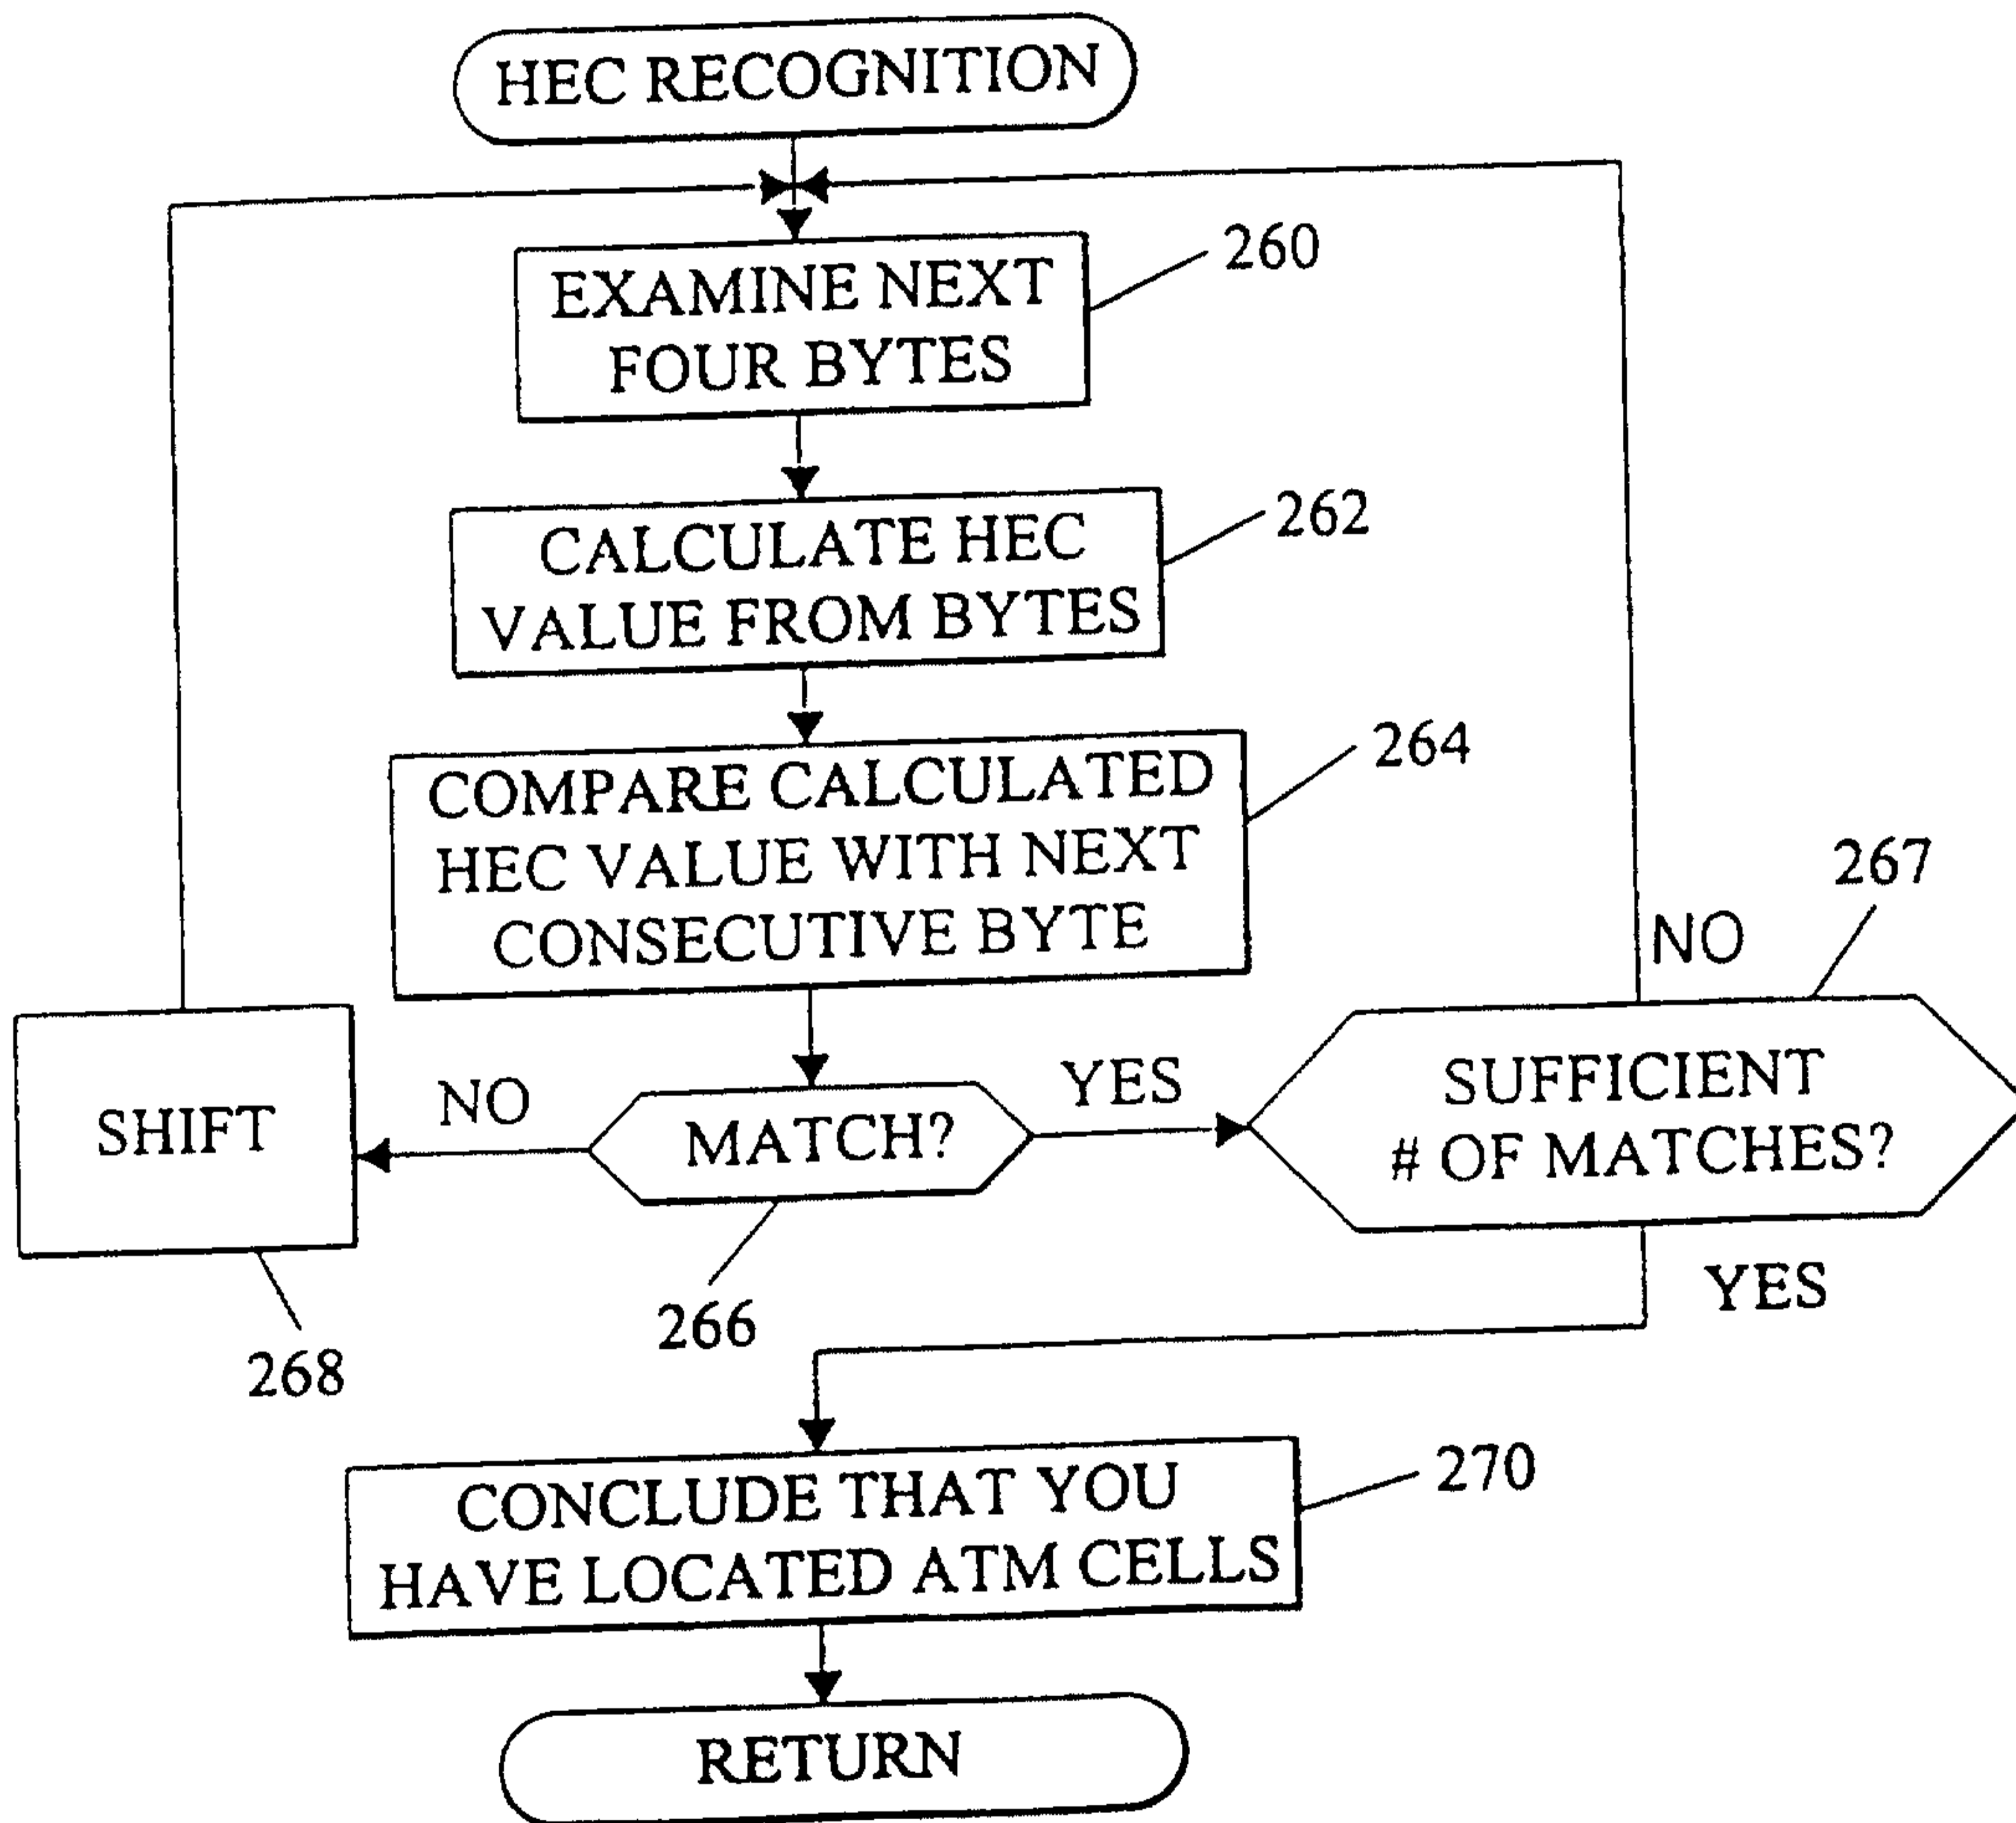 HEC RECOGNITION
EXAMINE NEXT
FOUR BYTES
260
CALCULATE HEC
VALUE FROM BYTES
262
COMPARE CALCULATED
HEC VALUE WITH NEXT
CONSECUTIVE BYTE
264
267
NO
SHIFT
NO
MATCH?
YES
SUFFICIENT
# OF MATCHES?
268
266
YES
CONCLUDE THAT YOU
HAVE LOCATED ATM CELLS
270
RETURN